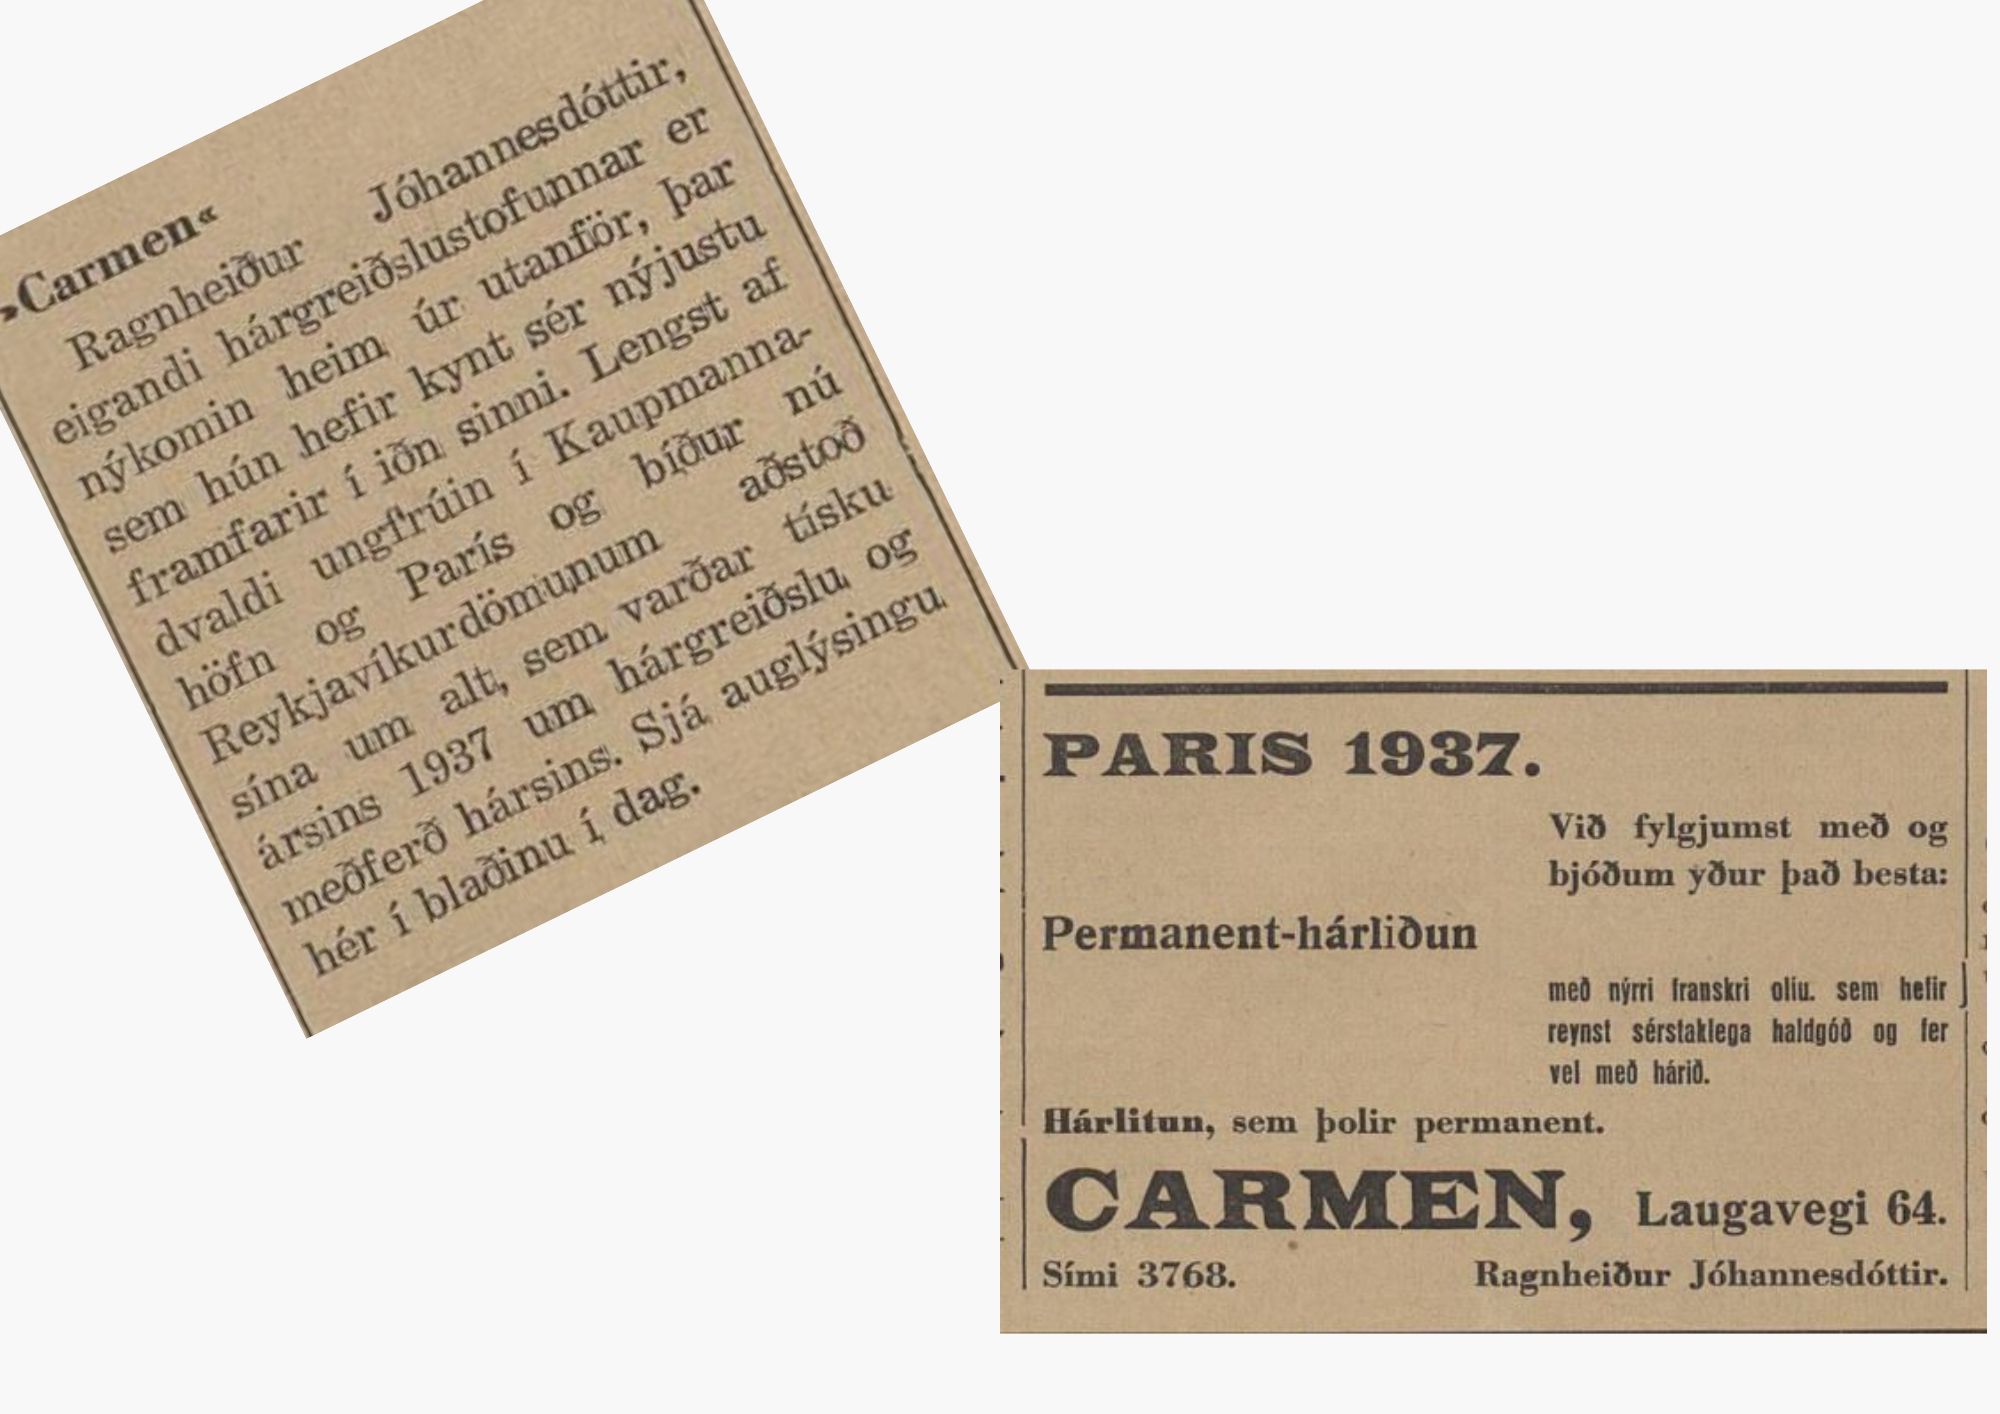 »Carmen«
Ragnheiður Jóhannesdóttir,
eigandi hárgreiðslustofunnar er
nýkomin heim úr utanför, þar
sem hún hefir kynt sér nýjustu
framfarir í iðn sinni. Lengst af
dvaldi ungfrúin í Kaupmanna-
höfn og París og bíður nú
Reykjavíkurdömunum aðstoð
sína um alt, sem varðar tísku
ársins 1937 um hárgreiðslu og
meðferð hársins. Sjá auglýsingu
hér í blaðinu í dag.
PARIS 1937.
Við fylgjumst með og
bjóðum yður það besta:
Permanent-hárliðun
með nýrri franskri olíu. sem hefir
reynst sérstaklega haldgóð og fer
vel með hárið.
Hárlitun, sem þolir permanent.
CARMEN, Laugavegi 64.
Sími 3768. Ragnheiður Jóhannesdóttir.